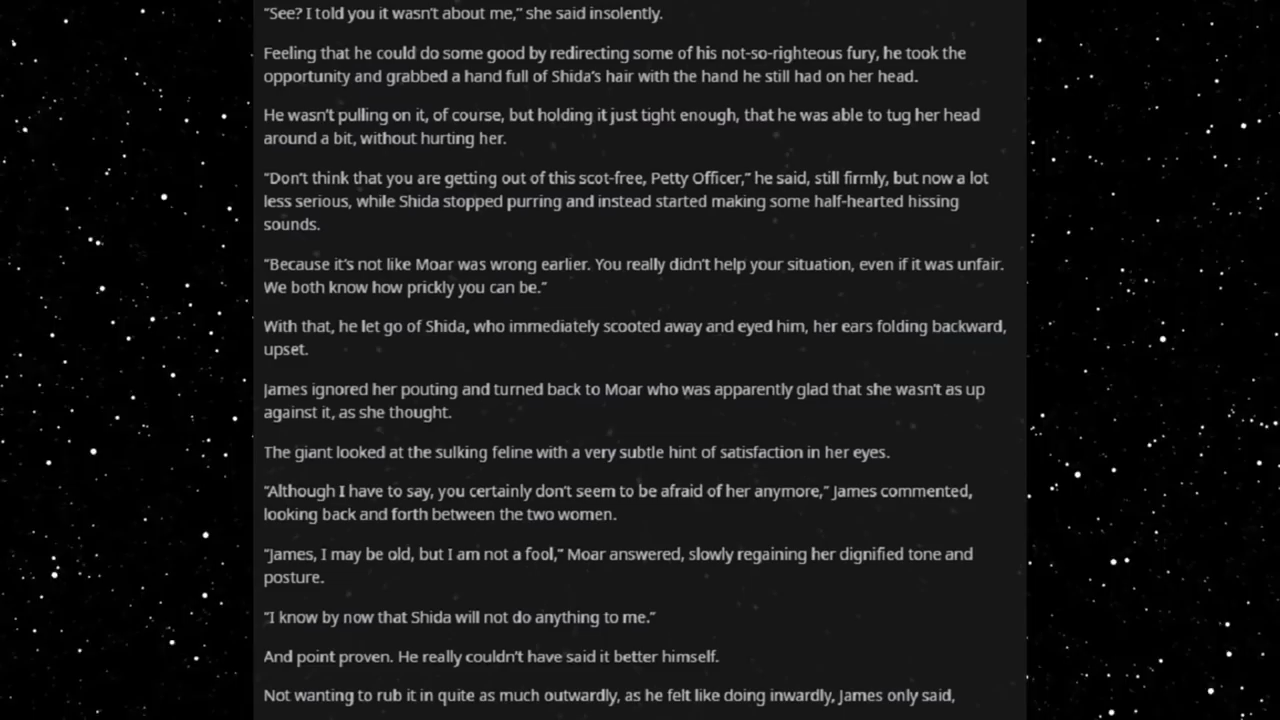 “See? I told you it wasn’t about me,” she said insolently.
Feeling that he could do some good by redirecting some of his not-so-righteous fury, he took the
opportunity and grabbed a hand full of Shida’s hair with the hand he still had on her head.
He wasn’t pulling on it, of course, but holding it just tight enough, that he was able to tug her head
around a bit, without hurting her.
“Don’t think that you are getting out of this scot-free, Petty Officer,” he said, still firmly, but now a lot
less serious, while Shida stopped purring and instead started making some half-hearted hissing
sounds.
“Because it’s not like Moar was wrong earlier. You really didn’t help your situation, even if it was unfair.
We both know how prickly you can be.”
With that, he let go of Shida, who immediately scooted away and eyed him, her ears folding backward,
upset.
James ignored her pouting and turned back to Moar who was apparently glad that she wasn’t as up
against it, as she thought.
The giant looked at the sulking feline with a very subtle hint of satisfaction in her eyes.
“Although I have to say, you certainly don’t seem to be afraid of her anymore,” James commented,
looking back and forth between the two women.
“James, I may be old, but I am not a fool,” Moar answered, slowly regaining her dignified tone and
posture.
“I know by now that Shida will not do anything to me.”
And point proven. He really couldn’t have said it better himself.
Not wanting to rub it in quite as much outwardly, as he felt like doing inwardly, James only said,